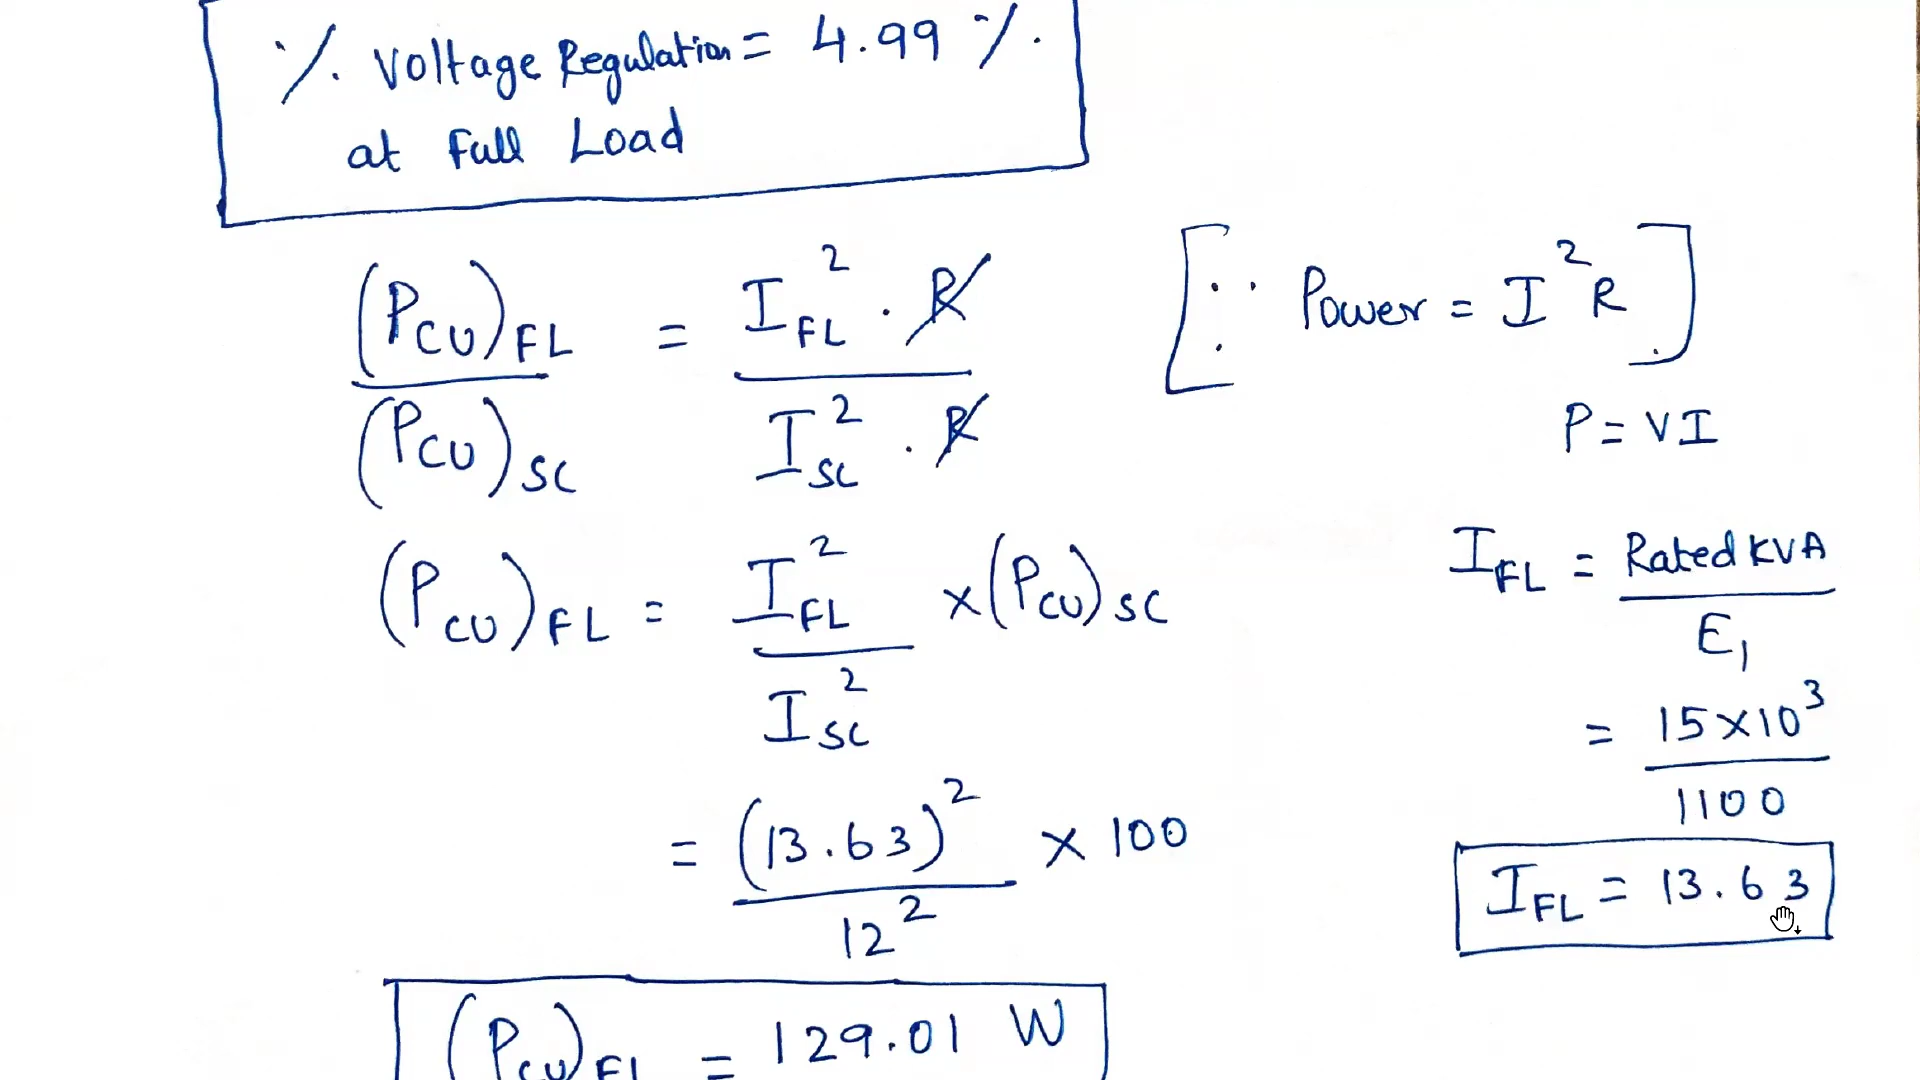 % Voltage Regulation = 4.99 %
at Full Load
(PCU)FL / (PCU)SC = IFL² . R / ISC² . R
[∵ Power = I²R]
P = VI
(PCU)FL = IFL² / ISC² × (PCU)SC
= (13.63)² / 12² × 100
(PCU)FL = 129.01 W
IFL = Rated KVA / E1
= 15×10³ / 1100
IFL = 13.63